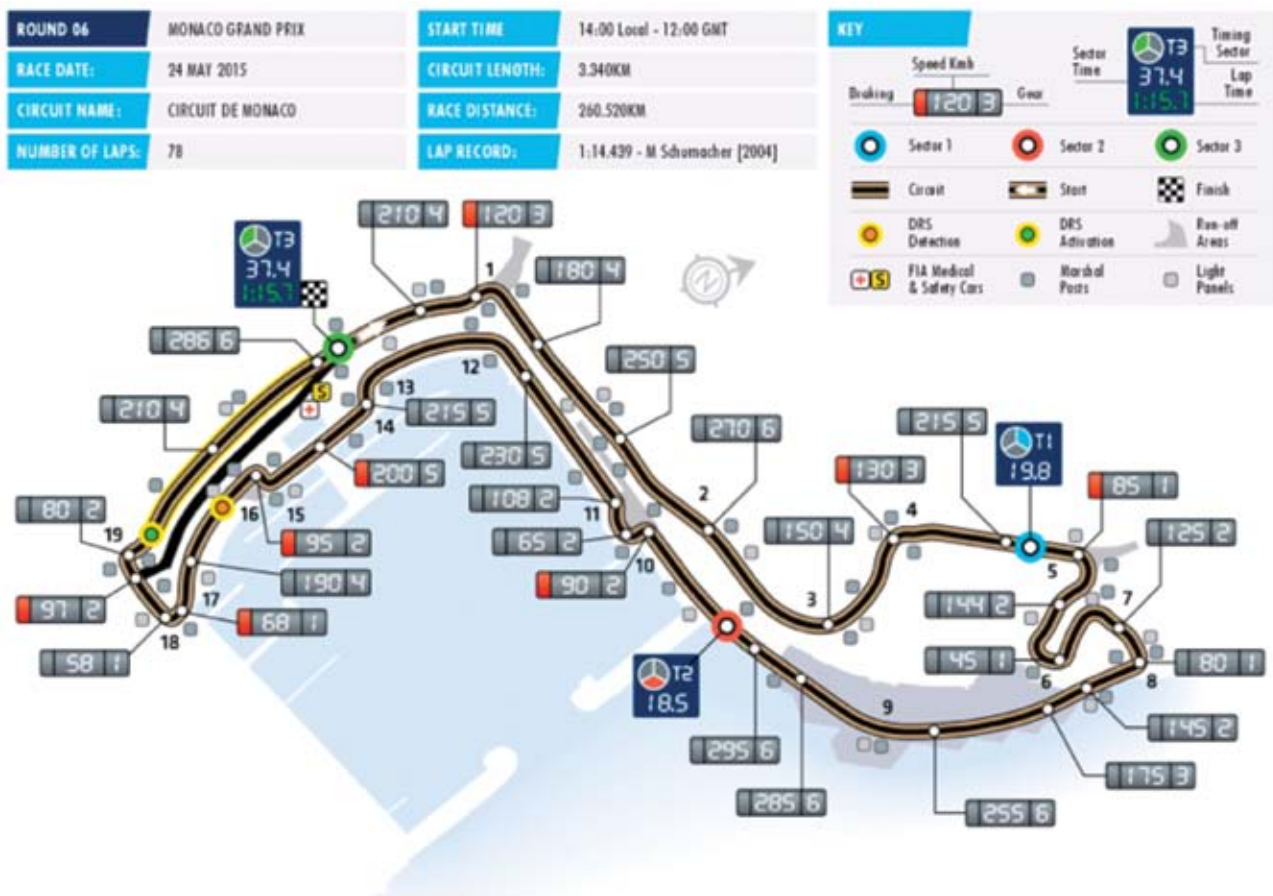 ROUND 06 MONACO GRAND PRIX
RACE DATE: 24 MAY 2015
CIRCUIT NAME: CIRCUIT DE MONACO
NUMBER OF LAPS: 78
START TIME 14:00 Local - 12:00 GMT
CIRCUIT LENGTH: 3.340KM
RACE DISTANCE: 260.520KM
LAP RECORD: 1:14.439 - M Schumacher [2004]
KEY
Speed Kmh
Braking 120 3 Gear
Sector Time
T3
37.4
1:15.7
Timing Sector
Lap Time
Sector 1
Sector 2
Sector 3
Circuit
Start
Finish
DRS Detection
DRS Activation
Run-off Areas
S
FIA Medical & Safety Cars
Marshal Posts
Light Panels
210 4
120 3
T3
37.4
1:15.7
1
180 4
286 6
12
250 5
S
13
210 4
215 5
14
270 6
215 5
T1
19.8
200 5
230 5
130 3
85 1
80 2
108 2
2
4
19
16
15
11
150 4
125 2
95 2
65 2
10
5
97 2
17
190 4
90 2
3
144 2
7
18
68 1
58 1
45 1
6
8
80 1
T2
18.5
9
145 2
295 6
175 3
285 6
255 6
N